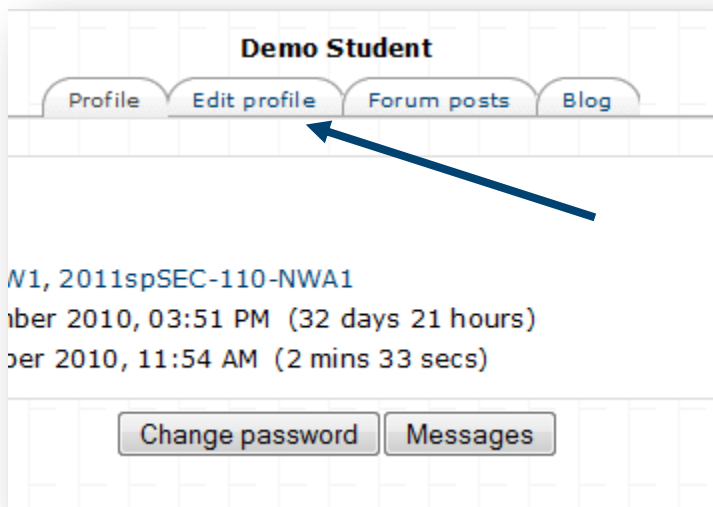 Demo Student
Profile Edit profile Forum posts Blog
W1, 2011spSEC-110-NWA1
2010, 03:51 PM (32 days 21 hours)
2010, 11:54 AM (2 mins 33 secs)
Change password Messages